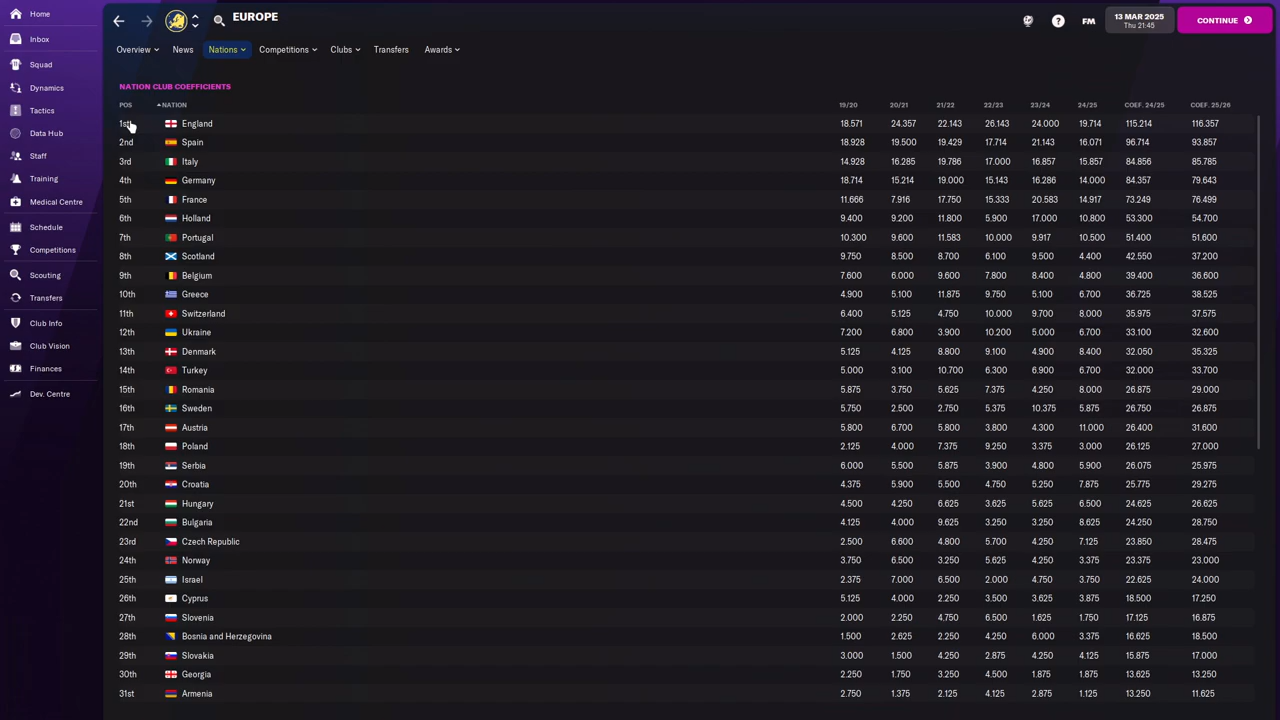 Home
Inbox
Squad
Dynamics
Tactics
Data Hub
Staff
Training
Medical Centre
Schedule
Competitions
Scouting
Transfers
Club Info
Club Vision
Finances
Dev. Centre
EUROPE
FM
13 MAR 2025
Thu 21:45
CONTINUE
Overview News Nations Competitions Clubs Transfers Awards
NATION CLUB COEFFICIENTS
POS NATION 19/20 20/21 21/22 22/23 23/24 24/25 COEF. 24/25 COEF. 25/26
1st England 18.571 24.357 22.143 26.143 24.000 19.714 115.214 116.357
2nd Spain 18.928 19.500 19.429 17.714 21.143 16.071 96.714 93.857
3rd Italy 14.928 16.285 19.786 17.000 16.857 15.857 84.856 85.785
4th Germany 18.714 15.214 19.000 15.143 16.286 14.000 84.357 79.643
5th France 11.666 7.916 17.750 15.333 20.583 14.917 73.249 76.499
6th Holland 9.400 9.200 11.800 5.900 17.000 10.800 53.300 54.700
7th Portugal 10.300 9.600 11.583 10.000 9.917 10.500 51.400 51.600
8th Scotland 9.750 8.500 8.700 6.100 9.500 4.400 42.550 37.200
9th Belgium 7.600 6.000 9.600 7.800 8.400 4.800 39.400 36.600
10th Greece 4.900 5.100 11.875 9.750 5.100 6.700 36.725 38.525
11th Switzerland 6.400 5.125 4.750 10.000 9.700 8.000 35.975 37.575
12th Ukraine 7.200 6.800 3.900 10.200 5.000 6.700 33.100 32.600
13th Denmark 5.125 4.125 8.800 9.100 4.900 8.400 32.050 35.325
14th Turkey 5.000 3.100 10.700 6.300 6.900 6.700 32.000 33.700
15th Romania 5.875 3.750 5.625 7.375 4.250 8.000 26.875 29.000
16th Sweden 5.750 2.500 2.750 5.375 10.375 5.875 26.750 26.875
17th Austria 5.800 6.700 5.800 3.800 4.300 11.000 26.400 31.600
18th Poland 2.125 4.000 7.375 9.250 3.375 3.000 26.125 27.000
19th Serbia 6.000 5.500 5.875 3.900 4.800 5.900 26.075 25.975
20th Croatia 4.375 5.900 5.500 4.750 5.250 7.875 25.775 29.275
21st Hungary 4.500 4.250 6.625 3.625 5.625 6.500 24.625 26.625
22nd Bulgaria 4.125 4.000 9.625 3.250 3.250 8.625 24.250 28.750
23rd Czech Republic 2.500 6.600 4.800 5.700 4.250 7.125 23.850 28.475
24th Norway 3.750 6.500 3.250 5.625 4.250 3.375 23.375 23.000
25th Israel 2.375 7.000 6.500 2.000 4.750 3.750 22.625 24.000
26th Cyprus 5.125 4.000 2.250 3.500 3.625 3.875 18.500 17.250
27th Slovenia 2.000 2.250 4.750 6.500 1.625 1.750 17.125 16.875
28th Bosnia and Herzegovina 1.500 2.625 2.250 4.250 6.000 3.375 16.625 18.500
29th Slovakia 3.000 1.500 4.250 2.875 4.250 4.125 15.875 17.000
30th Georgia 2.250 1.750 3.250 4.500 1.875 1.875 13.625 13.250
31st Armenia 2.750 1.375 2.125 4.125 2.875 1.125 13.250 11.625